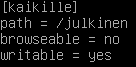 [kaikille]
path = /julkinen
browseable = no
writable = yes